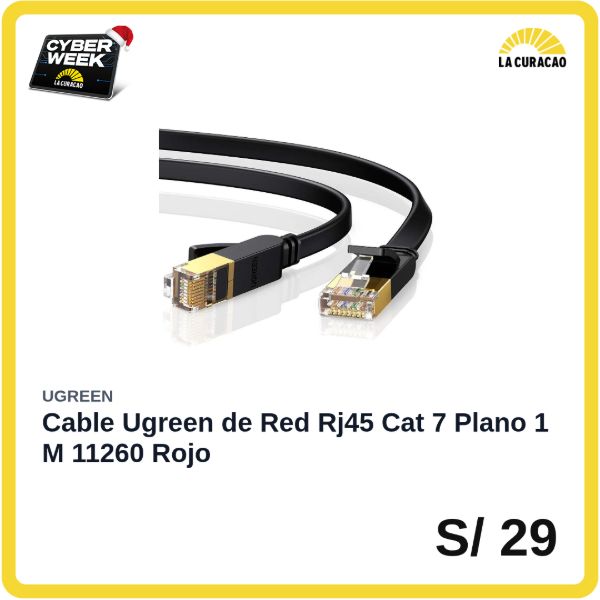 CYBER
WEEK
LA CURACAO
LA CURACAO
UGREEN
UGREEN
Cable Ugreen de Red Rj45 Cat 7 Plano 1
M 11260 Rojo
S/ 29